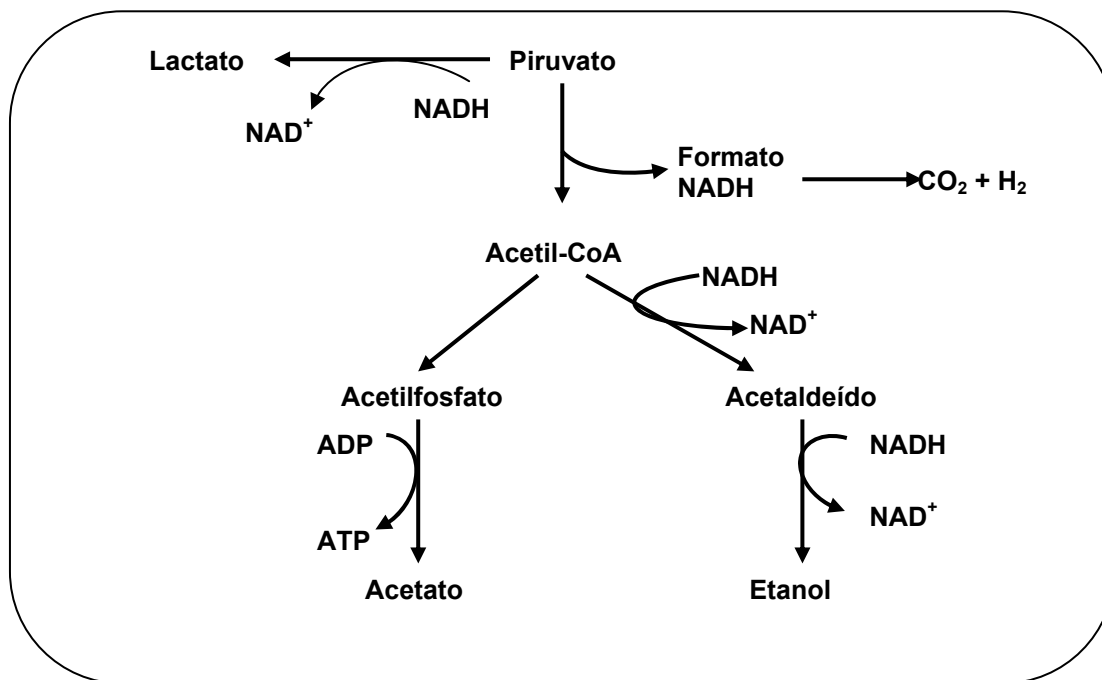 Lactato
Piruvato
NAD⁺
NADH
Formato
NADH
CO₂ + H₂
Acetil-CoA
NADH
NAD⁺
Acetilfosfato
Acetaldeído
ADP
NADH
ATP
NAD⁺
Acetato
Etanol